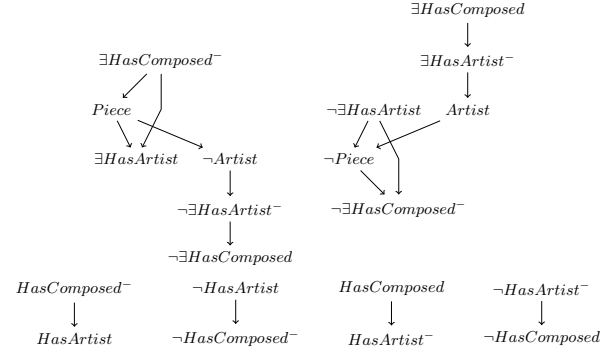 ∃HasComposed
∃HasComposed⁻ ∃HasArtist⁻
Piece ¬∃HasArtist Artist
∃HasArtist ¬Artist ¬Piece
¬∃HasArtist⁻ ¬∃HasComposed⁻
¬∃HasComposed
HasComposed⁻ ¬HasArtist HasComposed ¬HasArtist⁻
HasArtist ¬HasComposed⁻ HasArtist⁻ ¬HasComposed